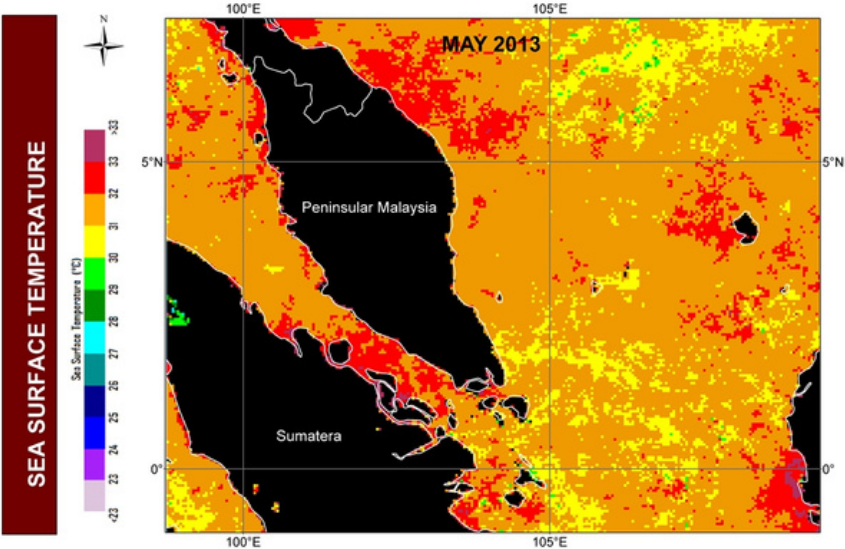 SEA SURFACE TEMPERATURE
N
Sea Surface Temperature (°C)
>33
33
32
31
30
29
28
27
26
25
24
23
<23
100°E
105°E
MAY 2013
5°N
5°N
Peninsular Malaysia
Sumatera
0°
0°
100°E
105°E